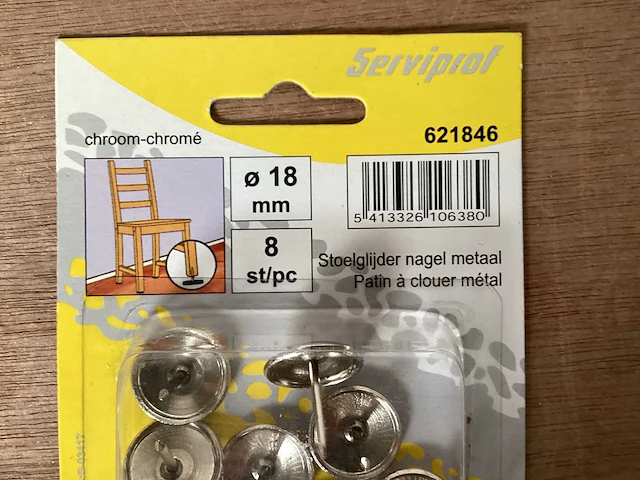 Serviprof
621846
chroom-chromé
ø 18
mm
5 413326 106380
8
st/pc
Stoelglijder nagel metaal
Patin à clouer métal